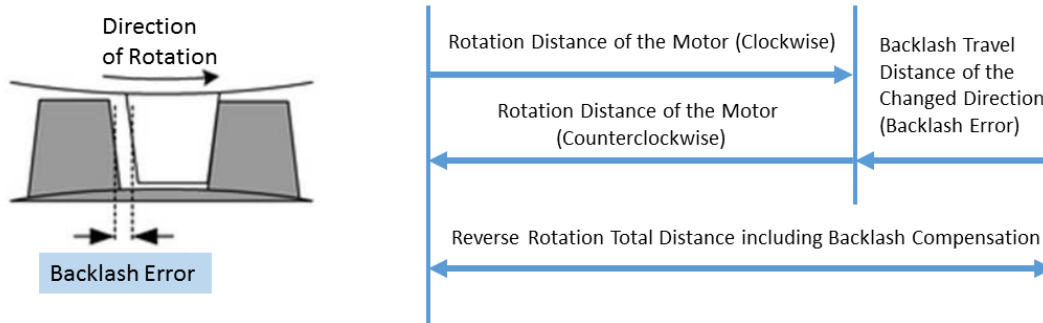 Direction
of Rotation
Backlash Error
Rotation Distance of the Motor (Clockwise)
Rotation Distance of the Motor
(Counterclockwise)
Backlash Travel
Distance of the
Changed Direction
(Backlash Error)
Reverse Rotation Total Distance including Backlash Compensation